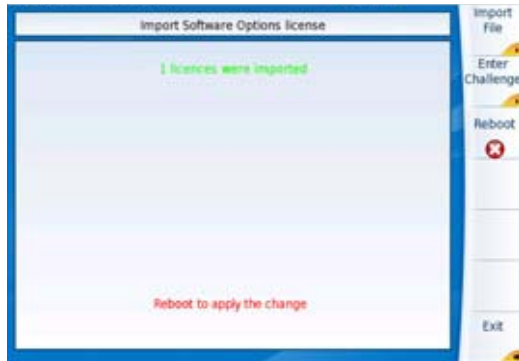 Import Software Options license
1 licences were imported
Reboot to apply the change
Import
File
Enter
Challenge
Reboot
Exit